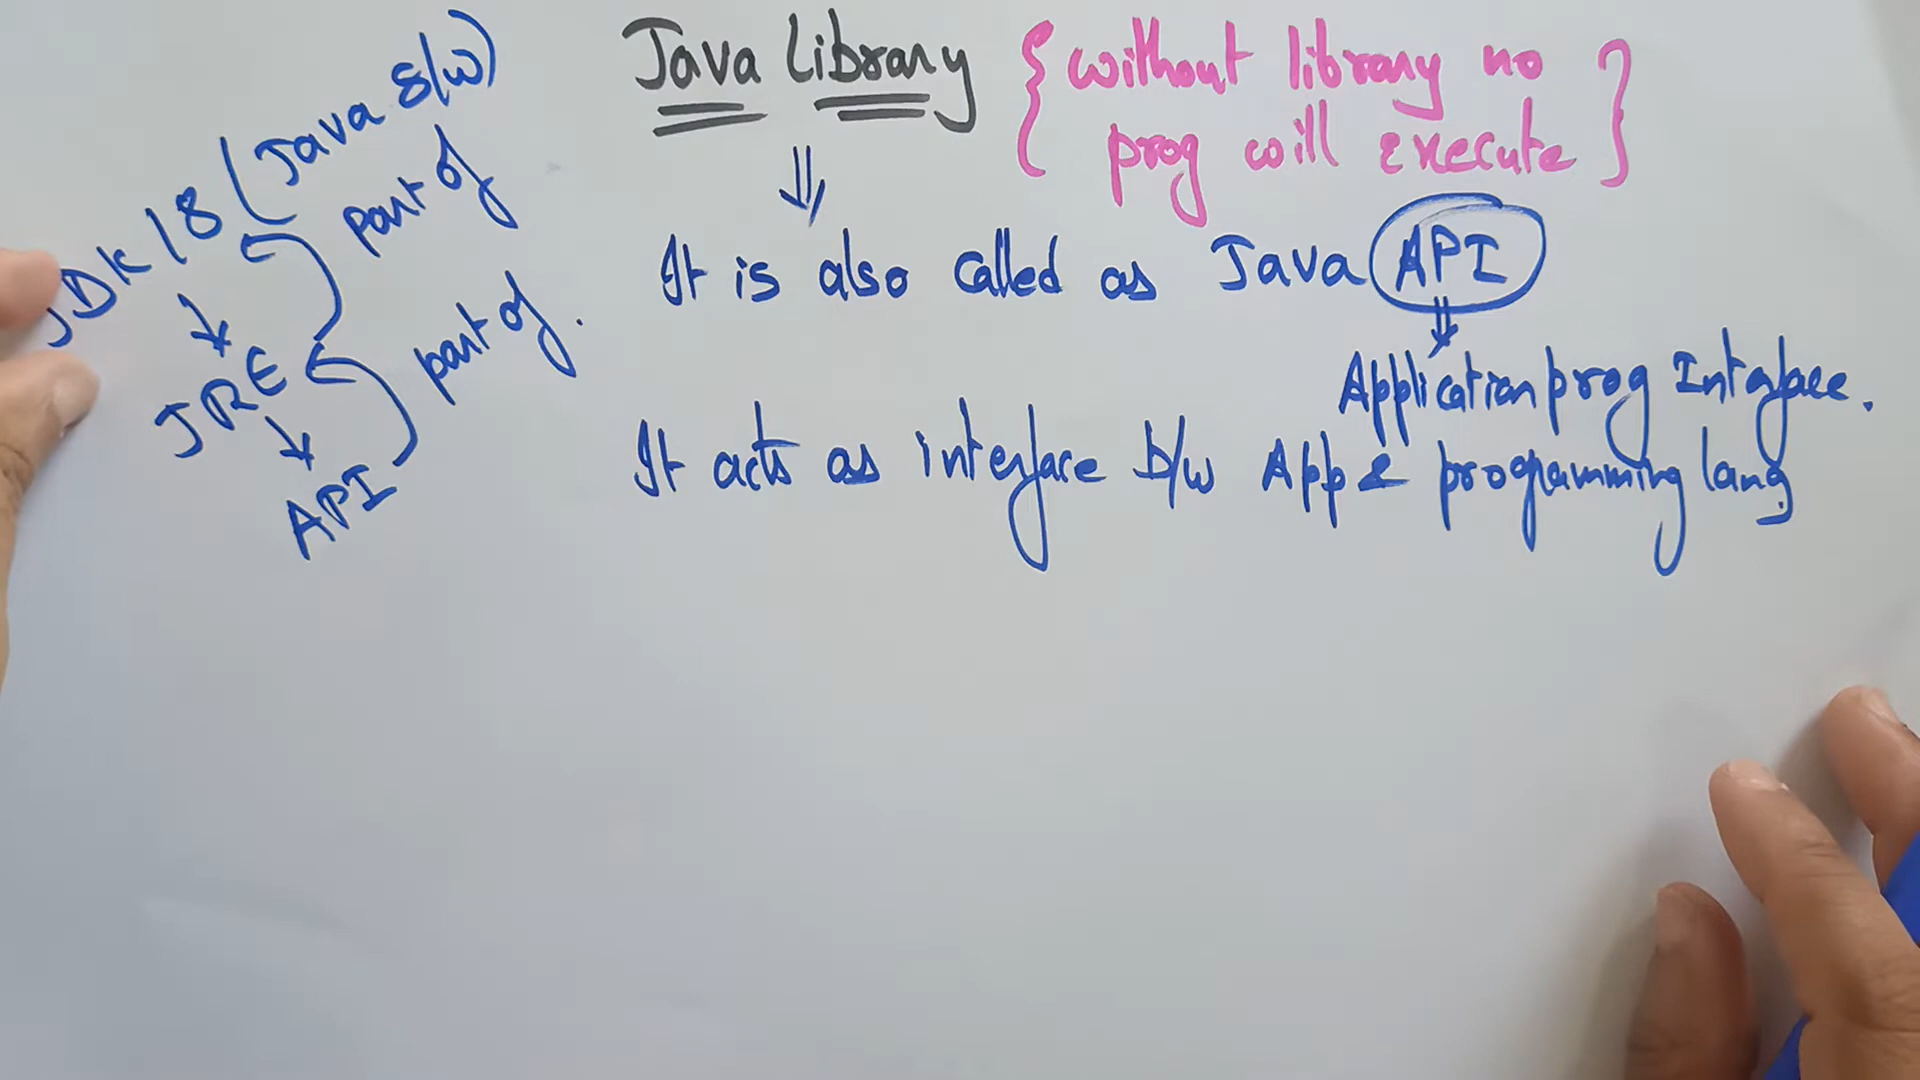 Java Library { without library no
prog will execute }
It is also called as Java API
Application prog Interface.
It acts as interface b/w App & programming lang
JDK 18 (Java S/W)
part of
JRE
part of.
API